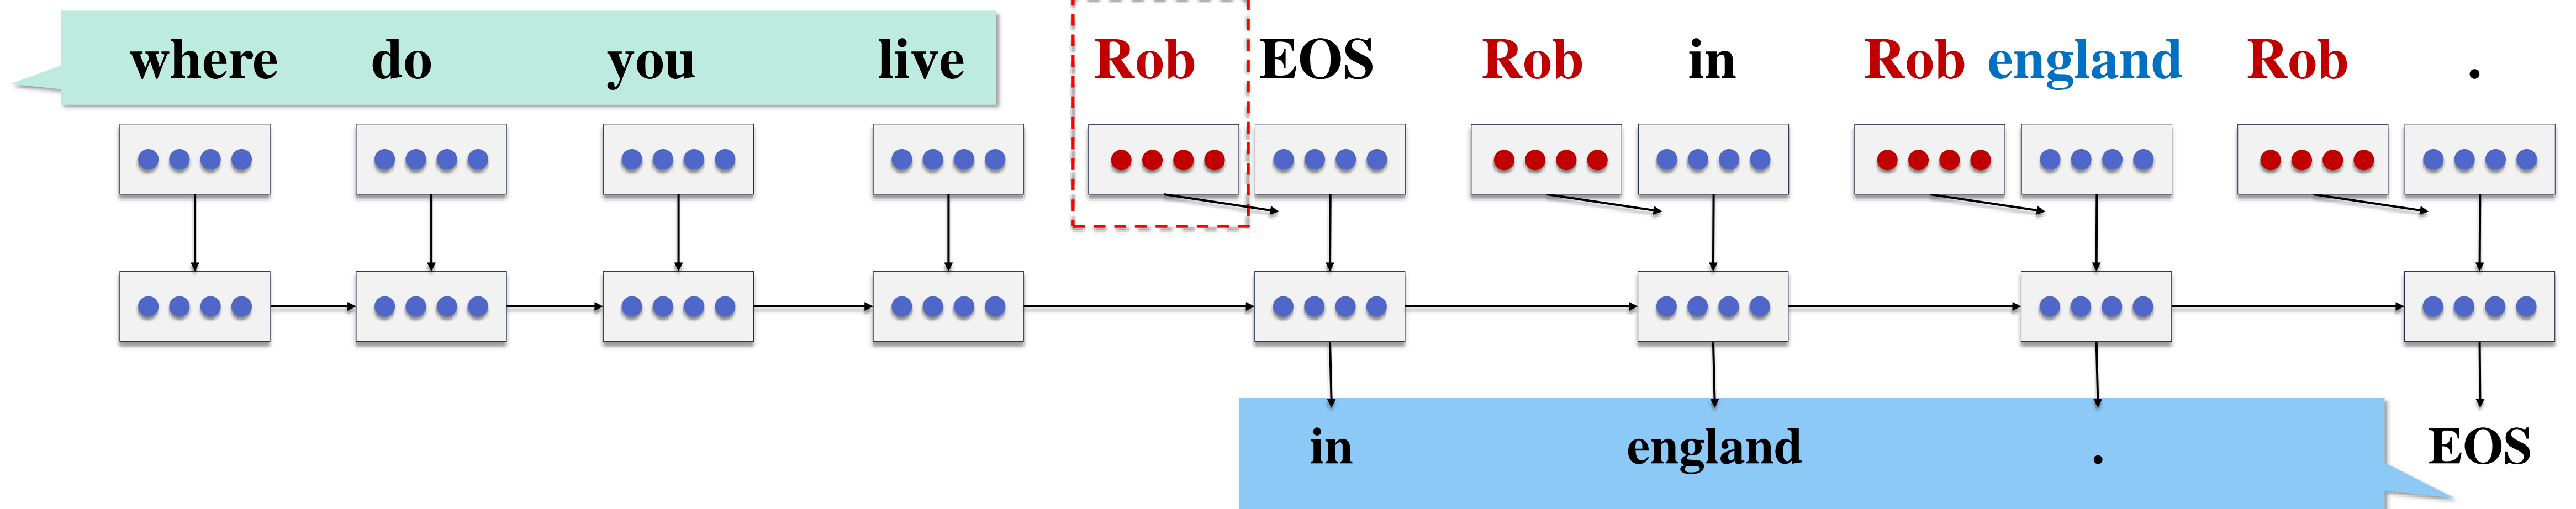 where do you live Rob EOS Rob in Rob england Rob .
in england . EOS